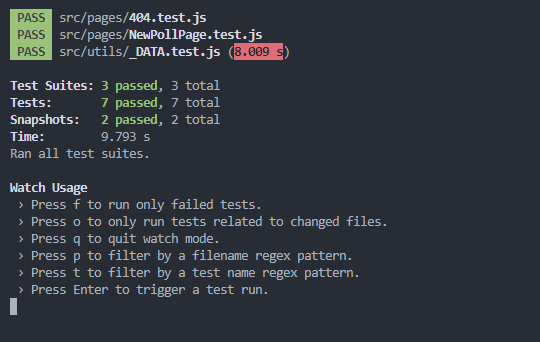 PASS src/pages/404.test.js
PASS src/pages/NewPollPage.test.js
PASS src/utils/_DATA.test.js (8.009 s)
Test Suites: 3 passed, 3 total
Tests: 7 passed, 7 total
Snapshots: 2 passed, 2 total
Time: 9.793 s
Ran all test suites.
Watch Usage
› Press f to run only failed tests.
› Press o to only run tests related to changed files.
› Press q to quit watch mode.
› Press p to filter by a filename regex pattern.
› Press t to filter by a test name regex pattern.
› Press Enter to trigger a test run.